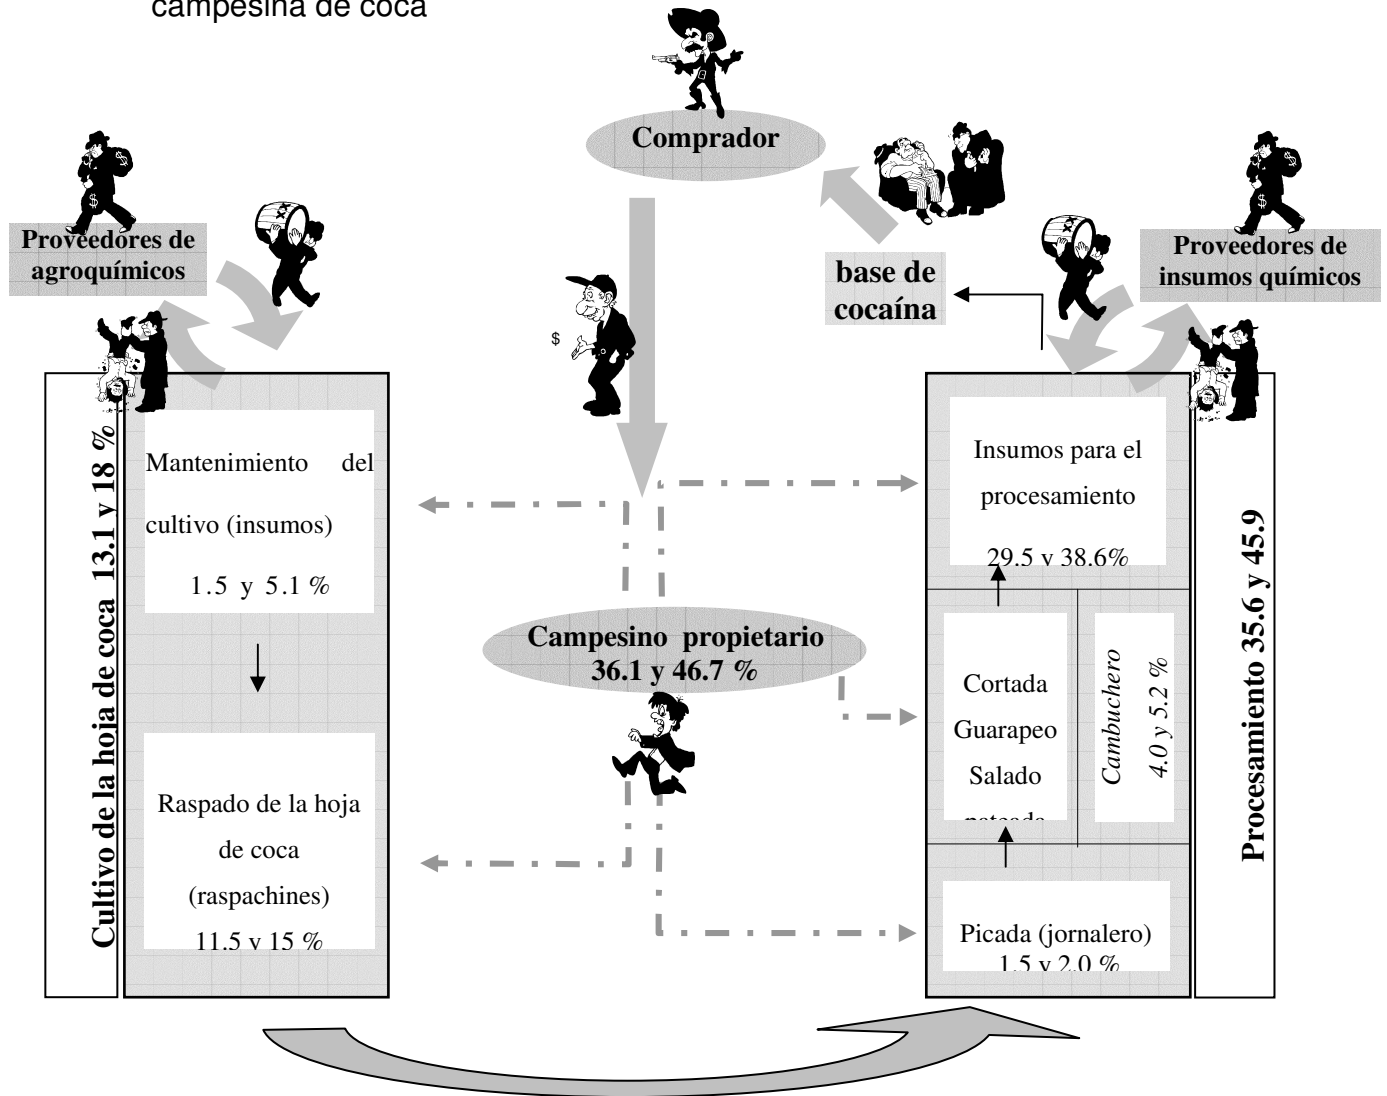 campesina de coca
Comprador
Proveedores de
agroquímicos
Proveedores de
insumos químicos
base de
cocaína
$
Cultivo de la hoja de coca 13.1 y 18 %
Mantenimiento del
cultivo (insumos)
1.5 y 5.1 %
Raspado de la hoja
de coca
(raspachines)
11.5 y 15 %
Campesino propietario
36.1 y 46.7 %
Insumos para el
procesamiento
29.5 y 38.6%
Cortada
Guarapeo
Salado
pateada
Cambuchero
4.0 y 5.2 %
Picada (jornalero)
1.5 y 2.0 %
Procesamiento 35.6 y 45.9